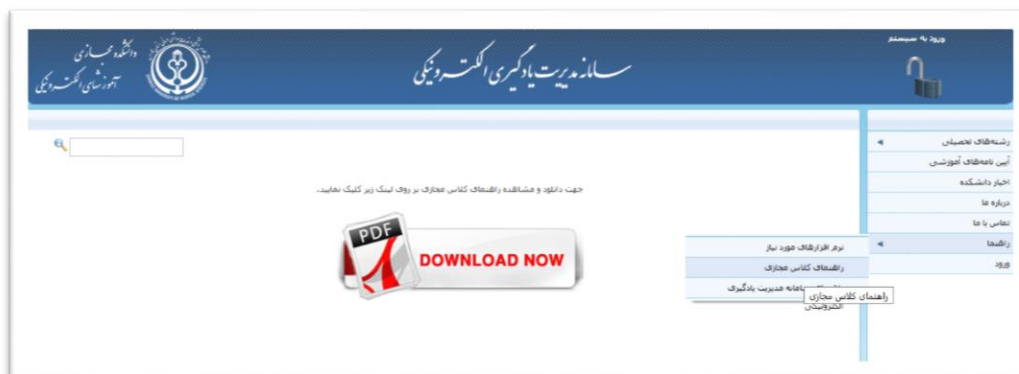 ورود به سیستم
سامانه مدیریت یادگیری الکترونیکی
دانشکده مجازی
آموزشهای الکترونیکی
رشته‌های تحصیلی
آیین نامه‌های آموزشی
اخبار دانشکده
درباره ما
تماس با ما
راهنما
ورود
نرم افزارهای مورد نیاز
راهنمای کلاس مجازی
سامانه مدیریت یادگیری
الکترونیکی
راهنمای کلاس مجازی
جهت دانلود و مشاهده راهنمای کلاس مجازی بر روی لینک زیر کلیک نمایید.
PDF
DOWNLOAD NOW